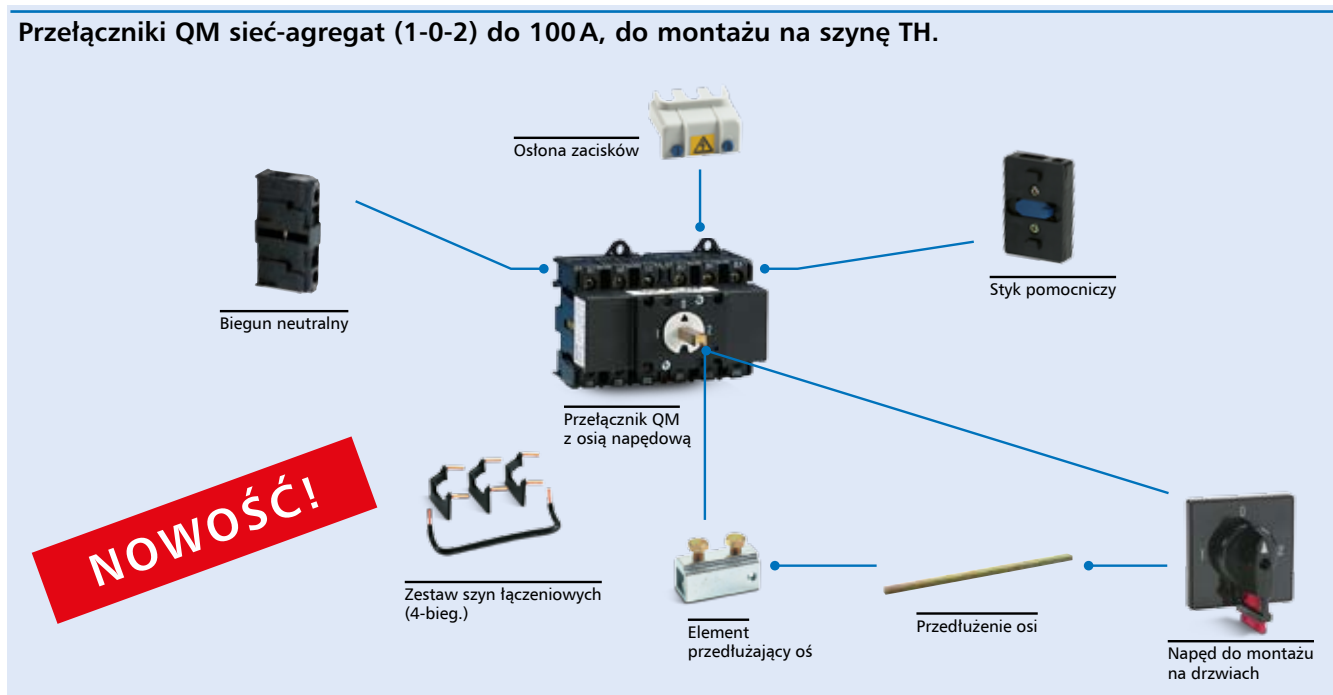 Przełączniki QM sieć-agregat (1-0-2) do 100 A, do montażu na szynę TH.
Osłona zacisków
Biegun neutralny
Styk pomocniczy
Przełącznik QM
z osią napędową
NOWOŚĆ!
Zestaw szyn łączeniowych
(4-bieg.)
Element
przedłużający oś
Przedłużenie osi
Napęd do montażu
na drzwiach